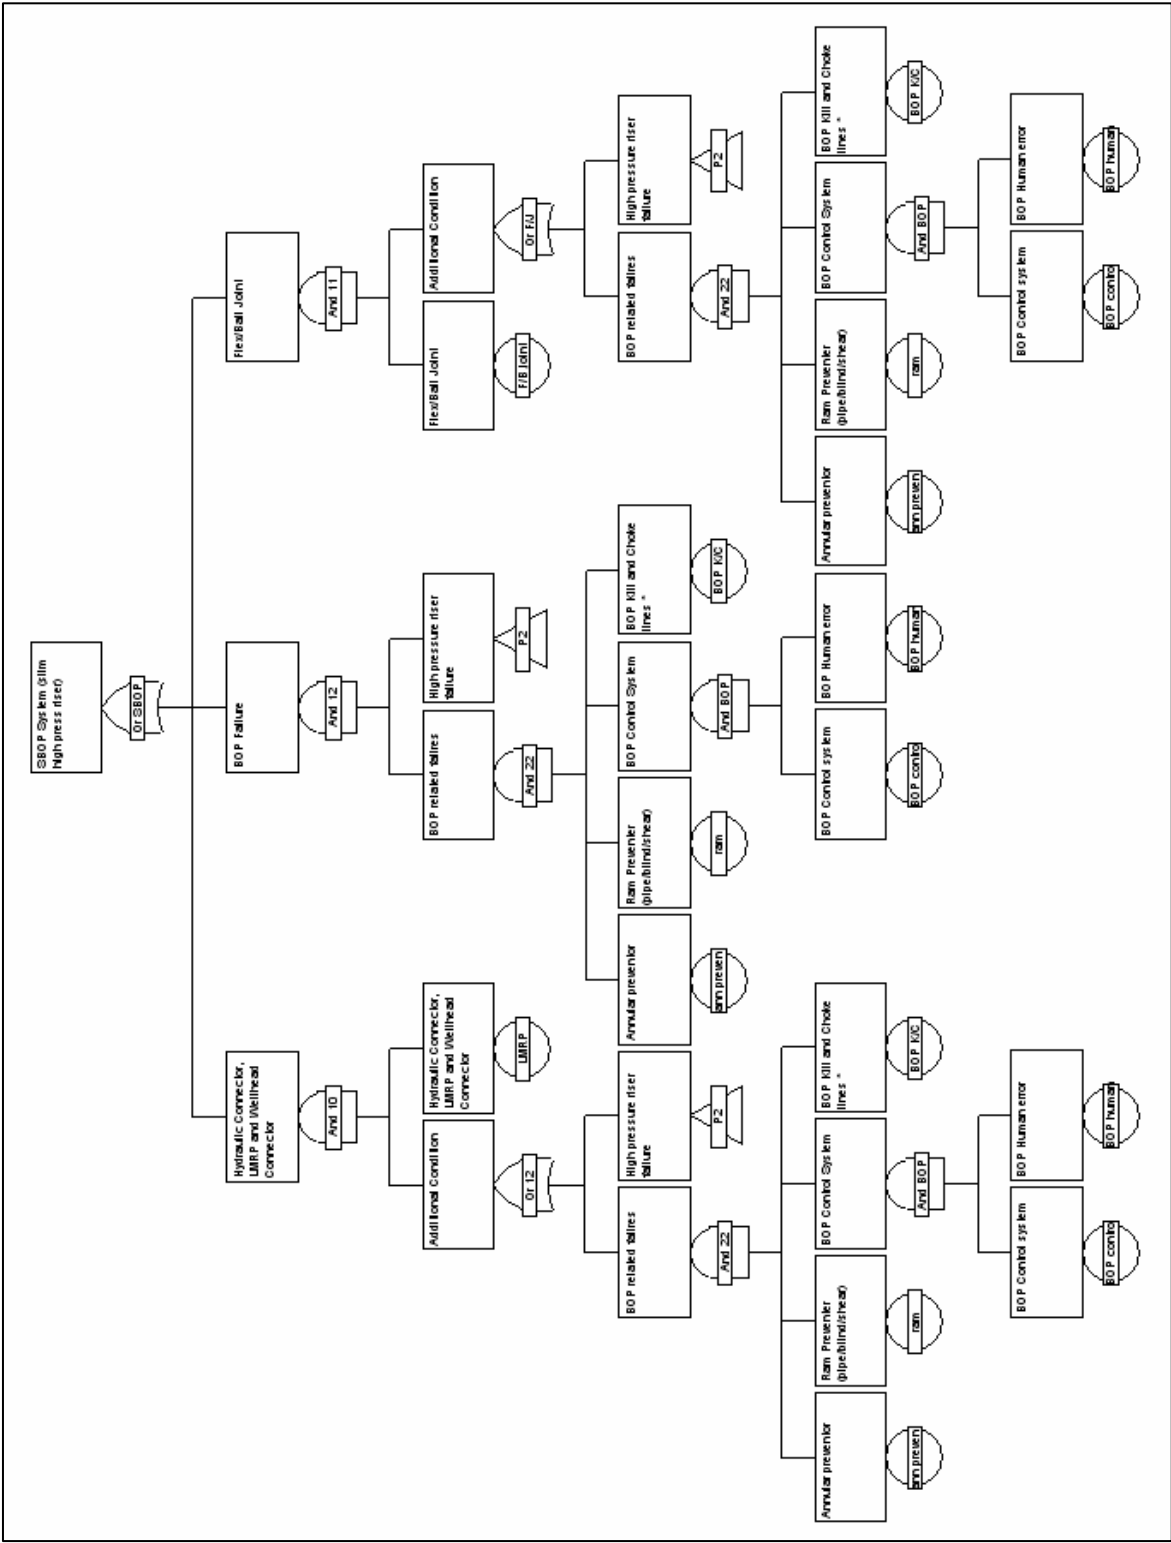 SBOP System (slim
high press riser)
Or SBOP
Hydraulic Connector,
LMRP and Wellhead
Connector
And 10
BOP Failure
And 12
Flex/Ball Joint
And 11
Additional Condition
Or 12
Hydraulic Connector,
LMRP and Wellhead
Connector
LMRP
BOP related failres
And 22
High pressure riser
failure
P2
Flex/Ball Joint
F/B Joint
Additional Condition
Or F/J
BOP related failres
And 22
High pressure riser
failure
P2
Annular preventor
ann preven
Ram Preventer
(pipe/blind/shear)
ram
BOP Control System
And BOP
BOP Kill and Choke
lines *
BOP K/C
BOP related failres
And 22
High pressure riser
failure
P2
Annular preventor
ann preven
Ram Preventer
(pipe/blind/shear)
ram
BOP Control System
And BOP
BOP Kill and Choke
lines *
BOP K/C
BOP Control system
BOP contro
BOP Human error
BOP human
Annular preventor
ann preven
Ram Preventer
(pipe/blind/shear)
ram
BOP Control System
And BOP
BOP Kill and Choke
lines *
BOP K/C
BOP Control system
BOP contro
BOP Human error
BOP human
BOP Control system
BOP contro
BOP Human error
BOP human